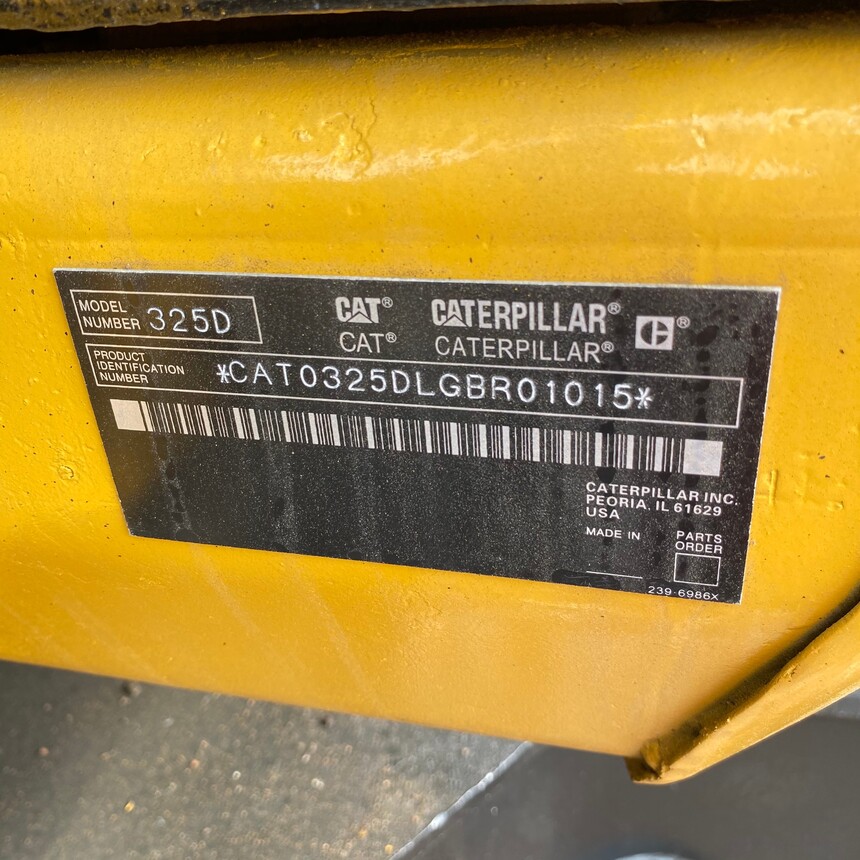 MODEL
NUMBER 325D
CAT® CATERPILLAR® C®
CAT® CATERPILLAR®
PRODUCT
IDENTIFICATION
NUMBER
*CAT0325DLGBR01015*
CATERPILLAR INC.
PEORIA, IL 61629
USA
MADE IN
PARTS
ORDER
239-6986X